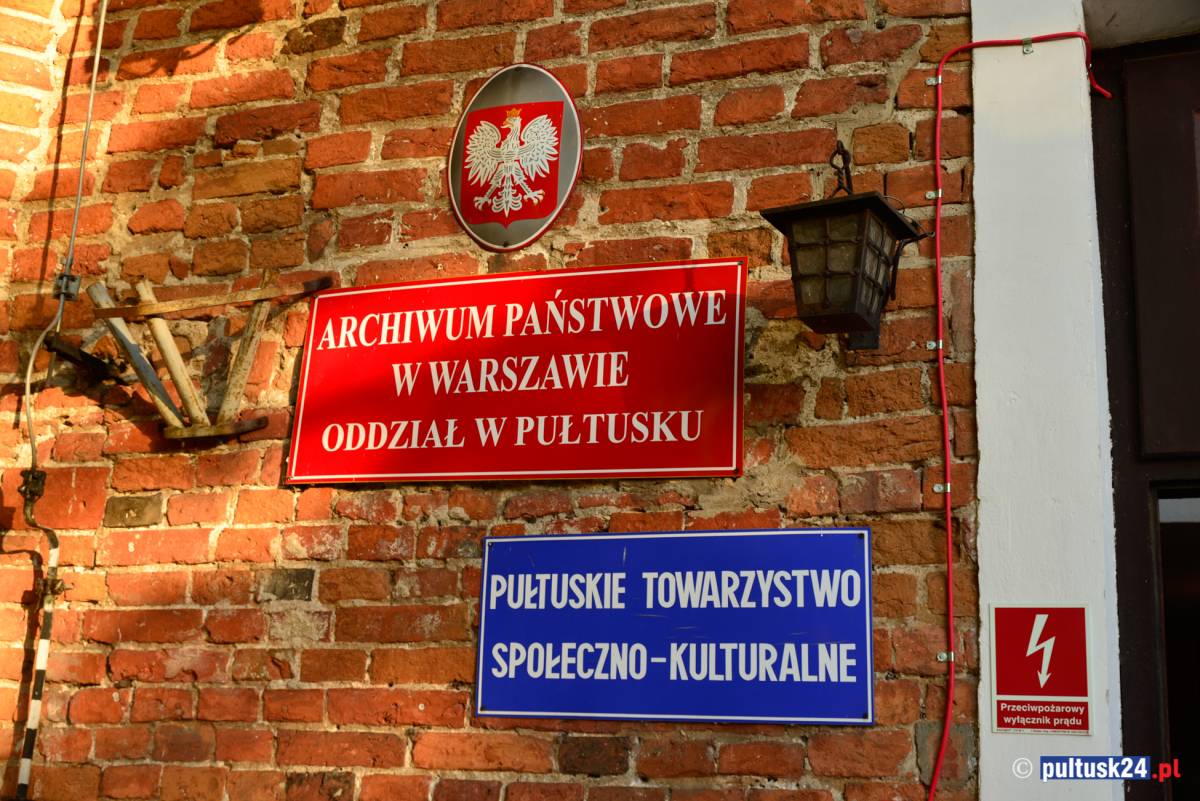 ARCHIWUM PAŃSTWOWE
W WARSZAWIE
ODDZIAŁ W PUŁTUSKU
PUŁTUSKIE TOWARZYSTWO
SPOŁECZNO-KULTURALNE
Przeciwpożarowy
wyłącznik prądu
© pultusk24.pl